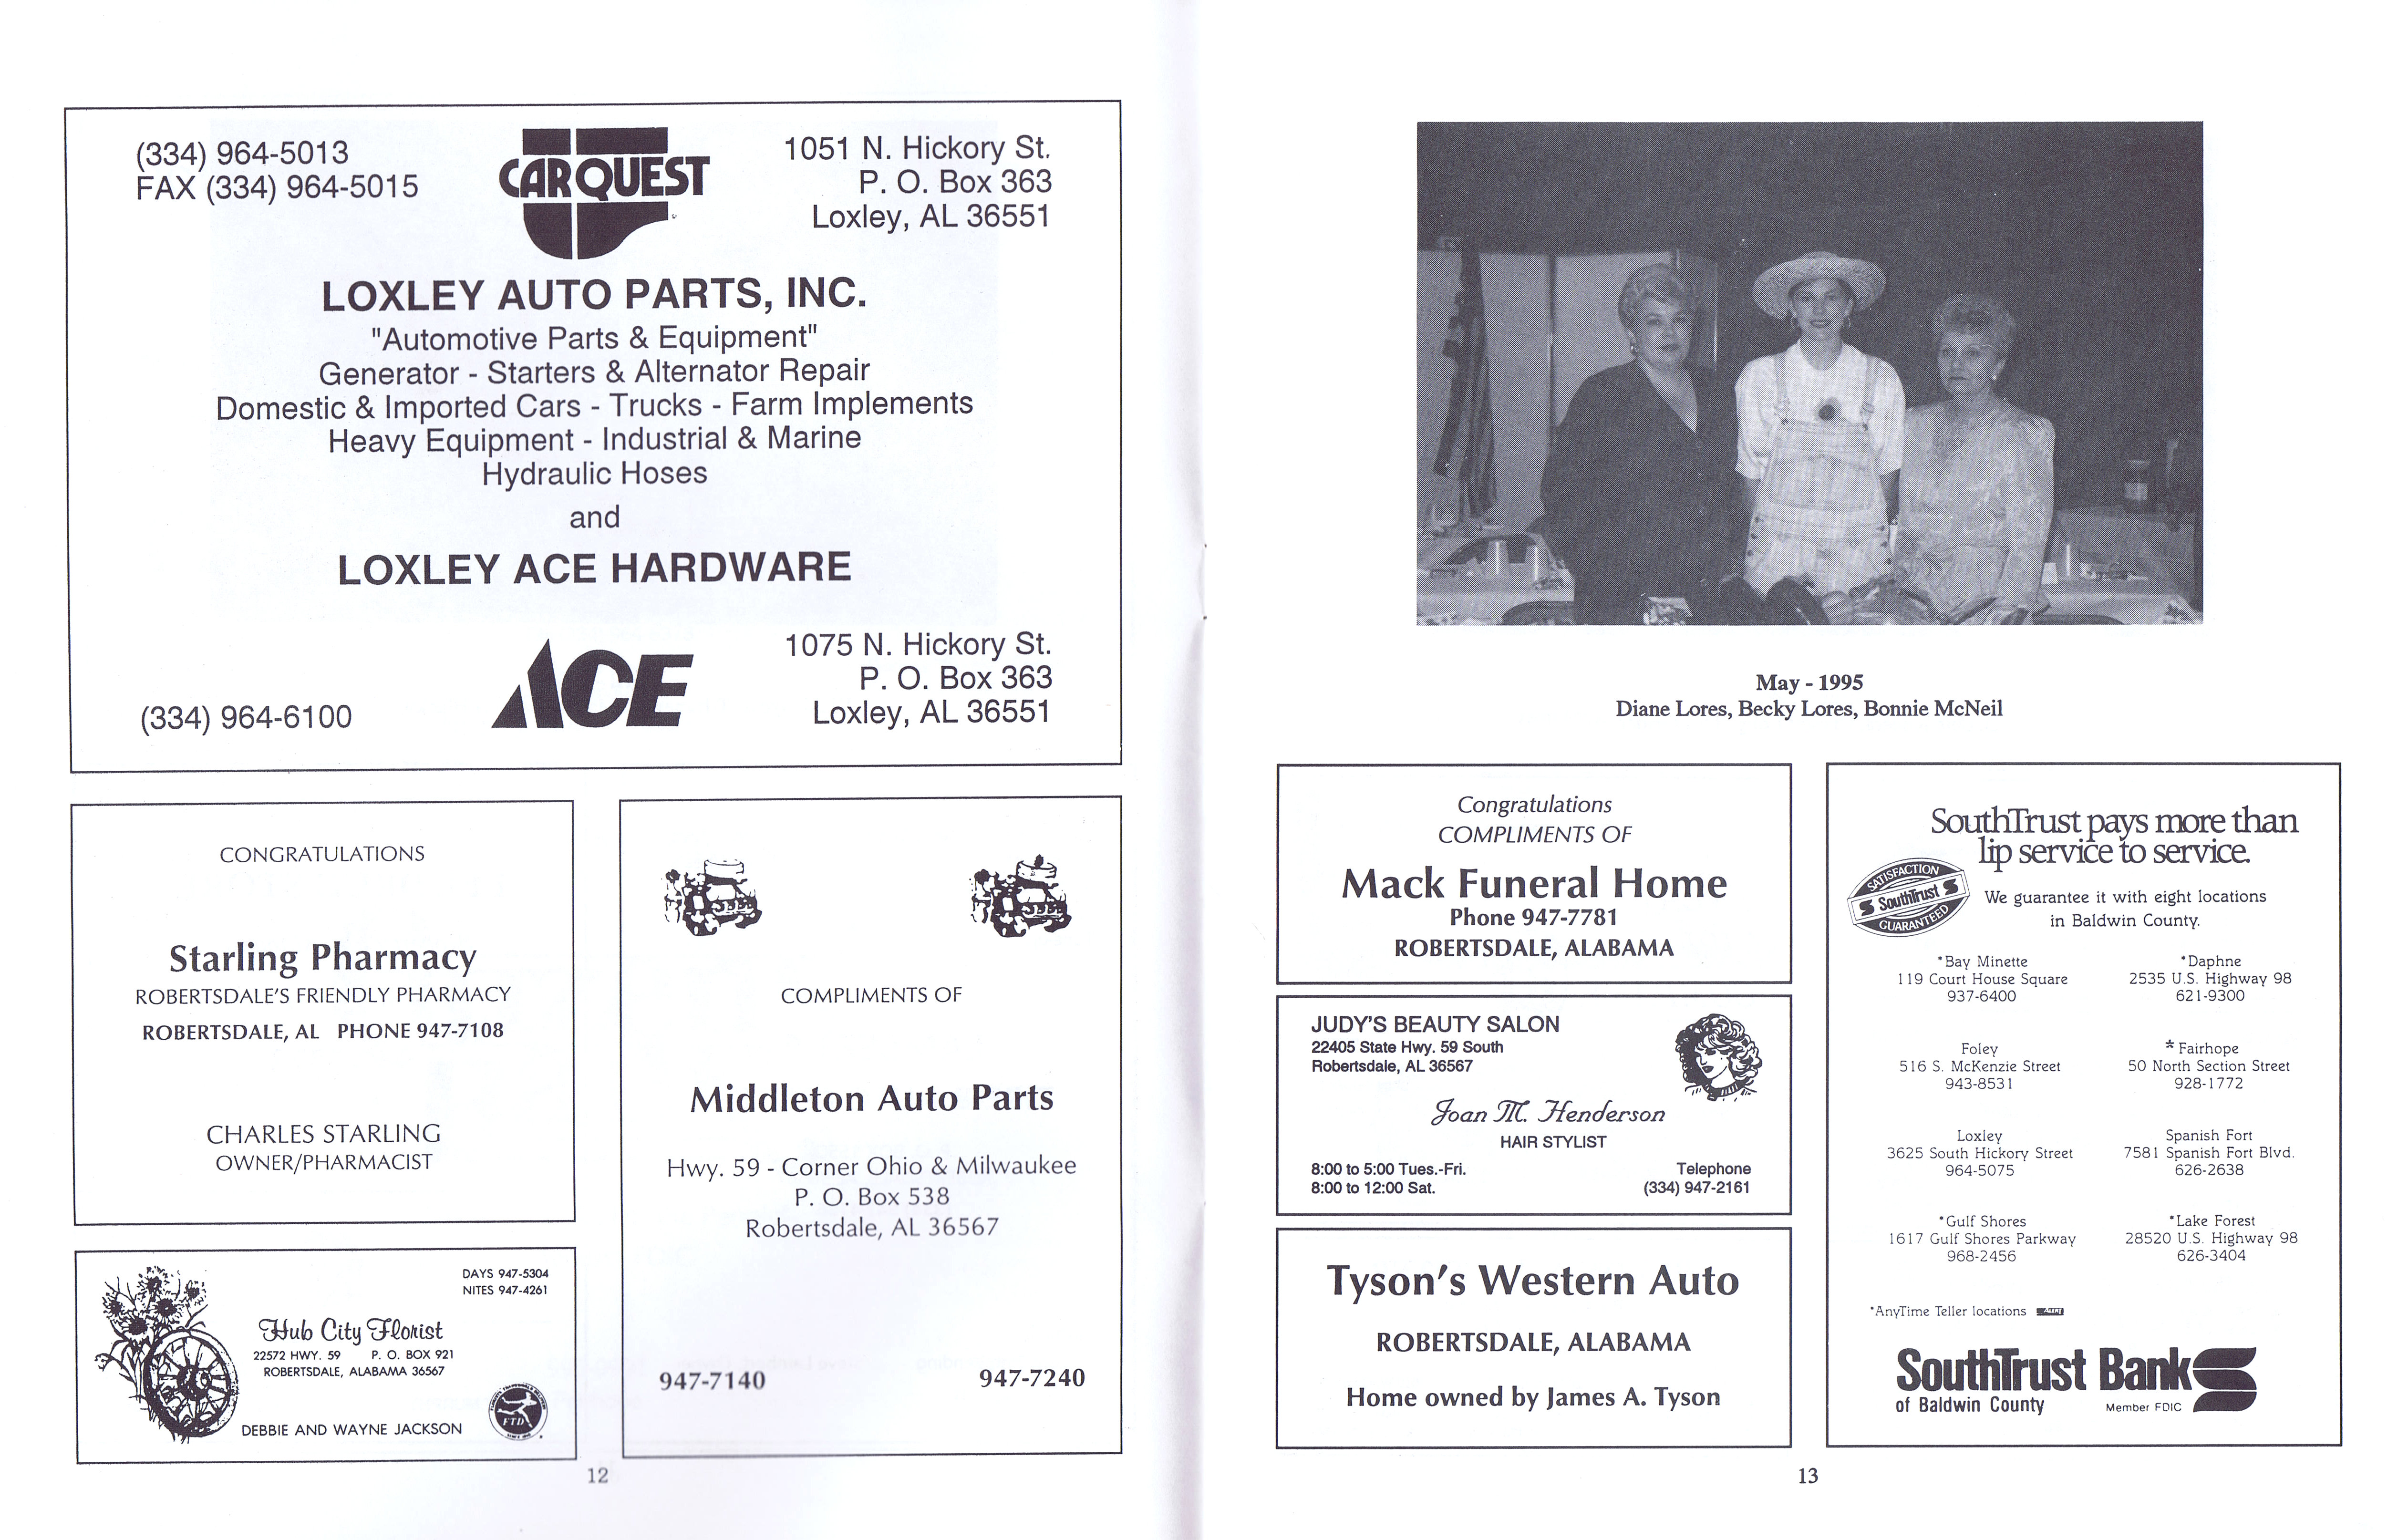 (334) 964-5013
FAX (334) 964-5015
CARQUEST
1051 N. Hickory St.
P. O. Box 363
Loxley, AL 36551
LOXLEY AUTO PARTS, INC.
"Automotive Parts & Equipment"
Generator - Starters & Alternator Repair
Domestic & Imported Cars - Trucks - Farm Implements
Heavy Equipment - Industrial & Marine
Hydraulic Hoses
and
LOXLEY ACE HARDWARE
(334) 964-6100
ACE
1075 N. Hickory St.
P. O. Box 363
Loxley, AL 36551
CONGRATULATIONS
Starling Pharmacy
ROBERTSDALE'S FRIENDLY PHARMACY
ROBERTSDALE, AL PHONE 947-7108
CHARLES STARLING
OWNER/PHARMACIST
DAYS 947-5304
NITES 947-4261
Hub City Florist
22572 HWY. 59 P. O. BOX 921
ROBERTSDALE, ALABAMA 36567
DEBBIE AND WAYNE JACKSON
FTD
COMPLIMENTS OF
Middleton Auto Parts
Hwy. 59 - Corner Ohio & Milwaukee
P. O. Box 538
Robertsdale, AL 36567
947-7140 947-7240
12
May - 1995
Diane Lores, Becky Lores, Bonnie McNeil
Congratulations
COMPLIMENTS OF
Mack Funeral Home
Phone 947-7781
ROBERTSDALE, ALABAMA
JUDY'S BEAUTY SALON
22405 State Hwy. 59 South
Robertsdale, AL 36567
Joan M. Henderson
HAIR STYLIST
8:00 to 5:00 Tues.-Fri.
8:00 to 12:00 Sat.
Telephone
(334) 947-2161
Tyson's Western Auto
ROBERTSDALE, ALABAMA
Home owned by James A. Tyson
SouthTrust pays more than
lip service to service.
SATISFACTION
SouthTrust
GUARANTEED
We guarantee it with eight locations
in Baldwin County.
*Bay Minette
119 Court House Square
937-6400
*Daphne
2535 U.S. Highway 98
621-9300
Foley
516 S. McKenzie Street
943-8531
* Fairhope
50 North Section Street
928-1772
Loxley
3625 South Hickory Street
964-5075
Spanish Fort
7581 Spanish Fort Blvd.
626-2638
*Gulf Shores
1617 Gulf Shores Parkway
968-2456
*Lake Forest
28520 U.S. Highway 98
626-3404
*AnyTime Teller locations
SouthTrust Bank
of Baldwin County
Member FDIC
13